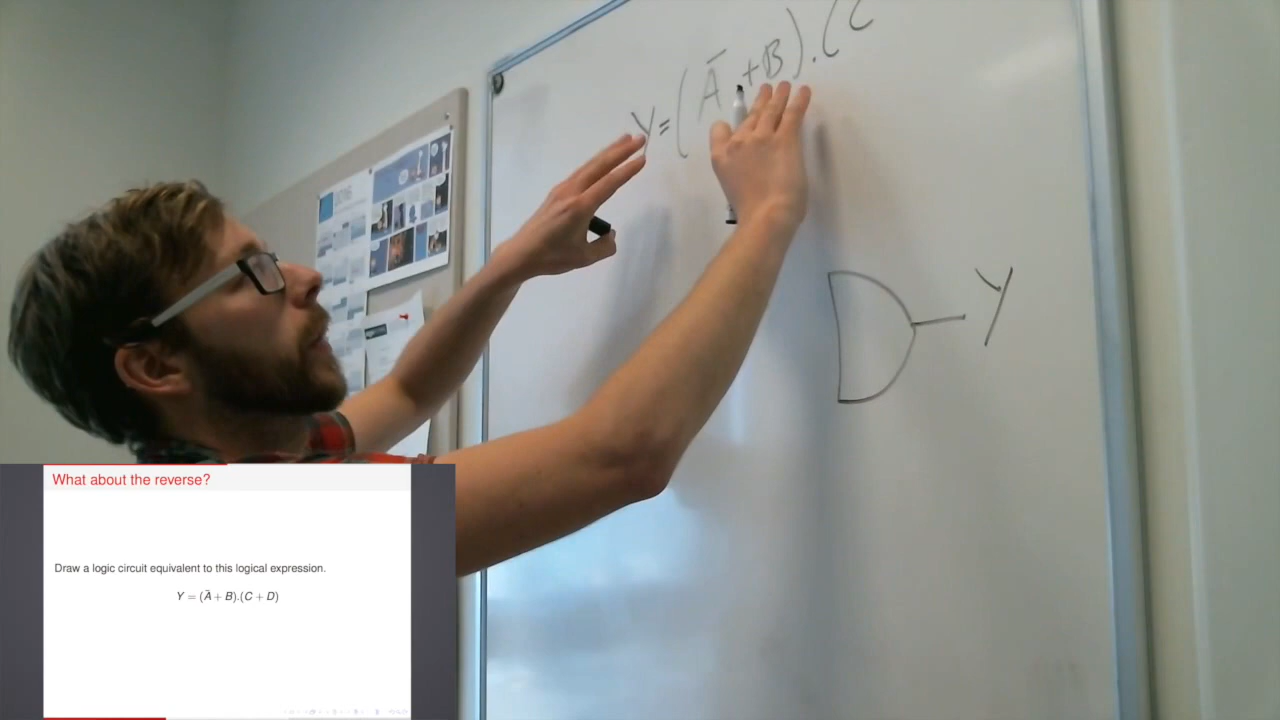 Y=(Ā+B).(C
Y
What about the reverse?
Draw a logic circuit equivalent to this logical expression.
Y = (Ā + B).(C + D)